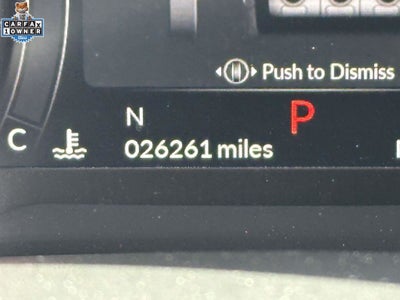 CARFAX
1 OWNER
Push to Dismiss
N
P
C
026261 miles